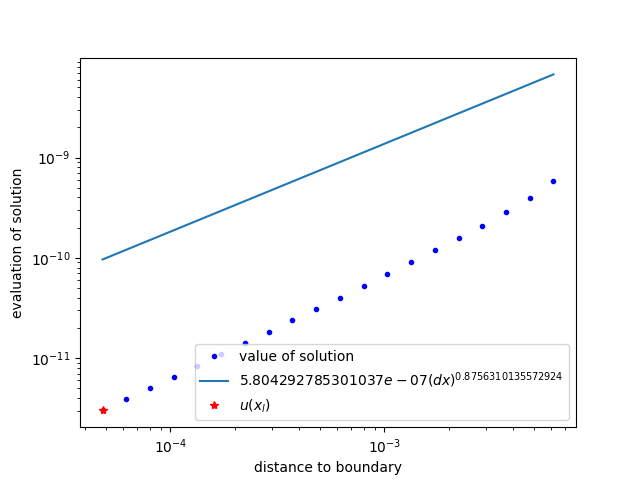 10⁻⁹
10⁻¹⁰
10⁻¹¹
evaluation of solution
value of solution
5.804292785301037e − 07(dx)^0.8756310135572924
u(x_l)
10⁻⁴
10⁻³
distance to boundary